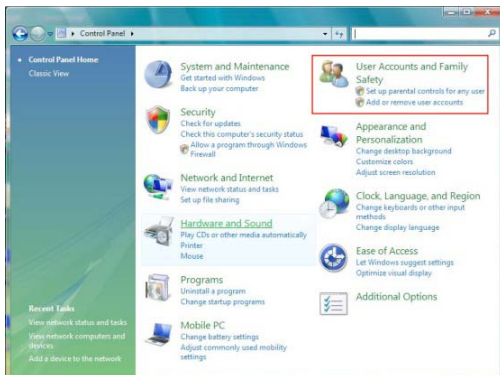 Control Panel
Control Panel Home
Classic View
System and Maintenance
Get started with Windows
Back up your computer
Security
Check for updates
Check this computer's security status
Allow a program through Windows
Firewall
Network and Internet
View network status and tasks
Set up file sharing
Hardware and Sound
Play CDs or other media automatically
Printer
Mouse
Programs
Uninstall a program
Change startup programs
Mobile PC
Change battery settings
Adjust commonly used mobility
settings
User Accounts and Family
Safety
Set up parental controls for any user
Add or remove user accounts
Appearance and
Personalization
Change desktop background
Customize colors
Adjust screen resolution
Clock, Language, and Region
Change keyboards or other input
methods
Change display language
Ease of Access
Let Windows suggest settings
Optimize visual display
Additional Options
Recent Tasks
View network status and tasks
View network computers and
devices
Add a device to the network